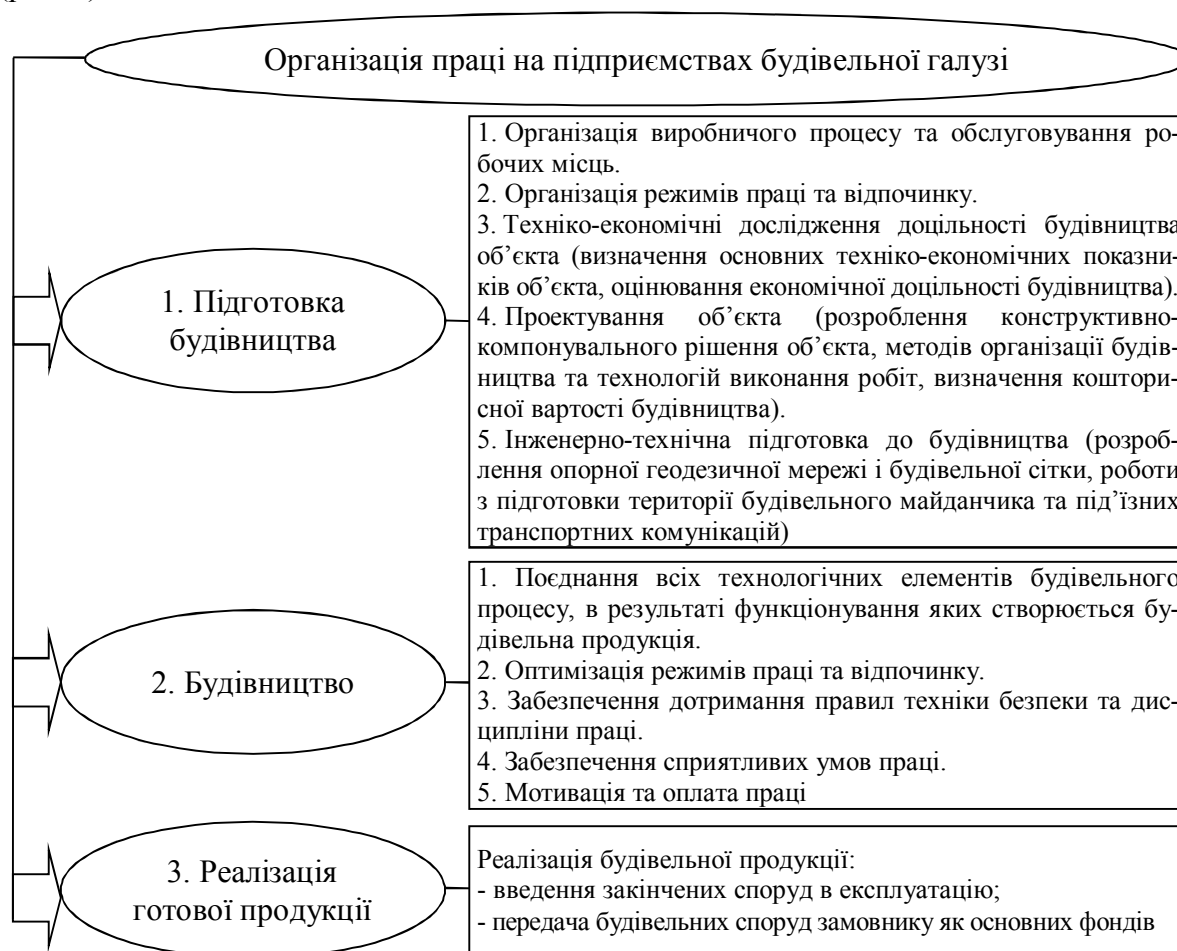 Організація праці на підприємствах будівельної галузі
1. Підготовка
будівництва
1. Організація виробничого процесу та обслуговування ро-
бочих місць.
2. Організація режимів праці та відпочинку.
3. Техніко-економічні дослідження доцільності будівництва
об’єкта (визначення основних техніко-економічних показни-
ків об’єкта, оцінювання економічної доцільності будівництва).
4. Проектування об’єкта (розроблення конструктивно-
компонувального рішення об’єкта, методів організації будів-
ництва та технологій виконання робіт, визначення кошто­ри-
сної вартості будівництва).
5. Інженерно-технічна підготовка до будівництва (розроб-
лення опорної геодезичної мережі і будівельної сітки, роботи
з підготовки території будівельного майданчика та під’їзних
транспортних комунікацій)
2. Будівництво
1. Поєднання всіх технологічних елементів будівельного
процесу, в результаті функціонування яких створюється бу-
дівельна продукція.
2. Оптимізація режимів праці та відпочинку.
3. Забезпечення дотримання правил техніки безпеки та дис-
ципліни праці.
4. Забезпечення сприятливих умов праці.
5. Мотивація та оплата праці
3. Реалізація
готової продукції
Реалізація будівельної продукції:
- введення закінчених споруд в експлуатацію;
- передача будівельних споруд замовнику як основних фондів